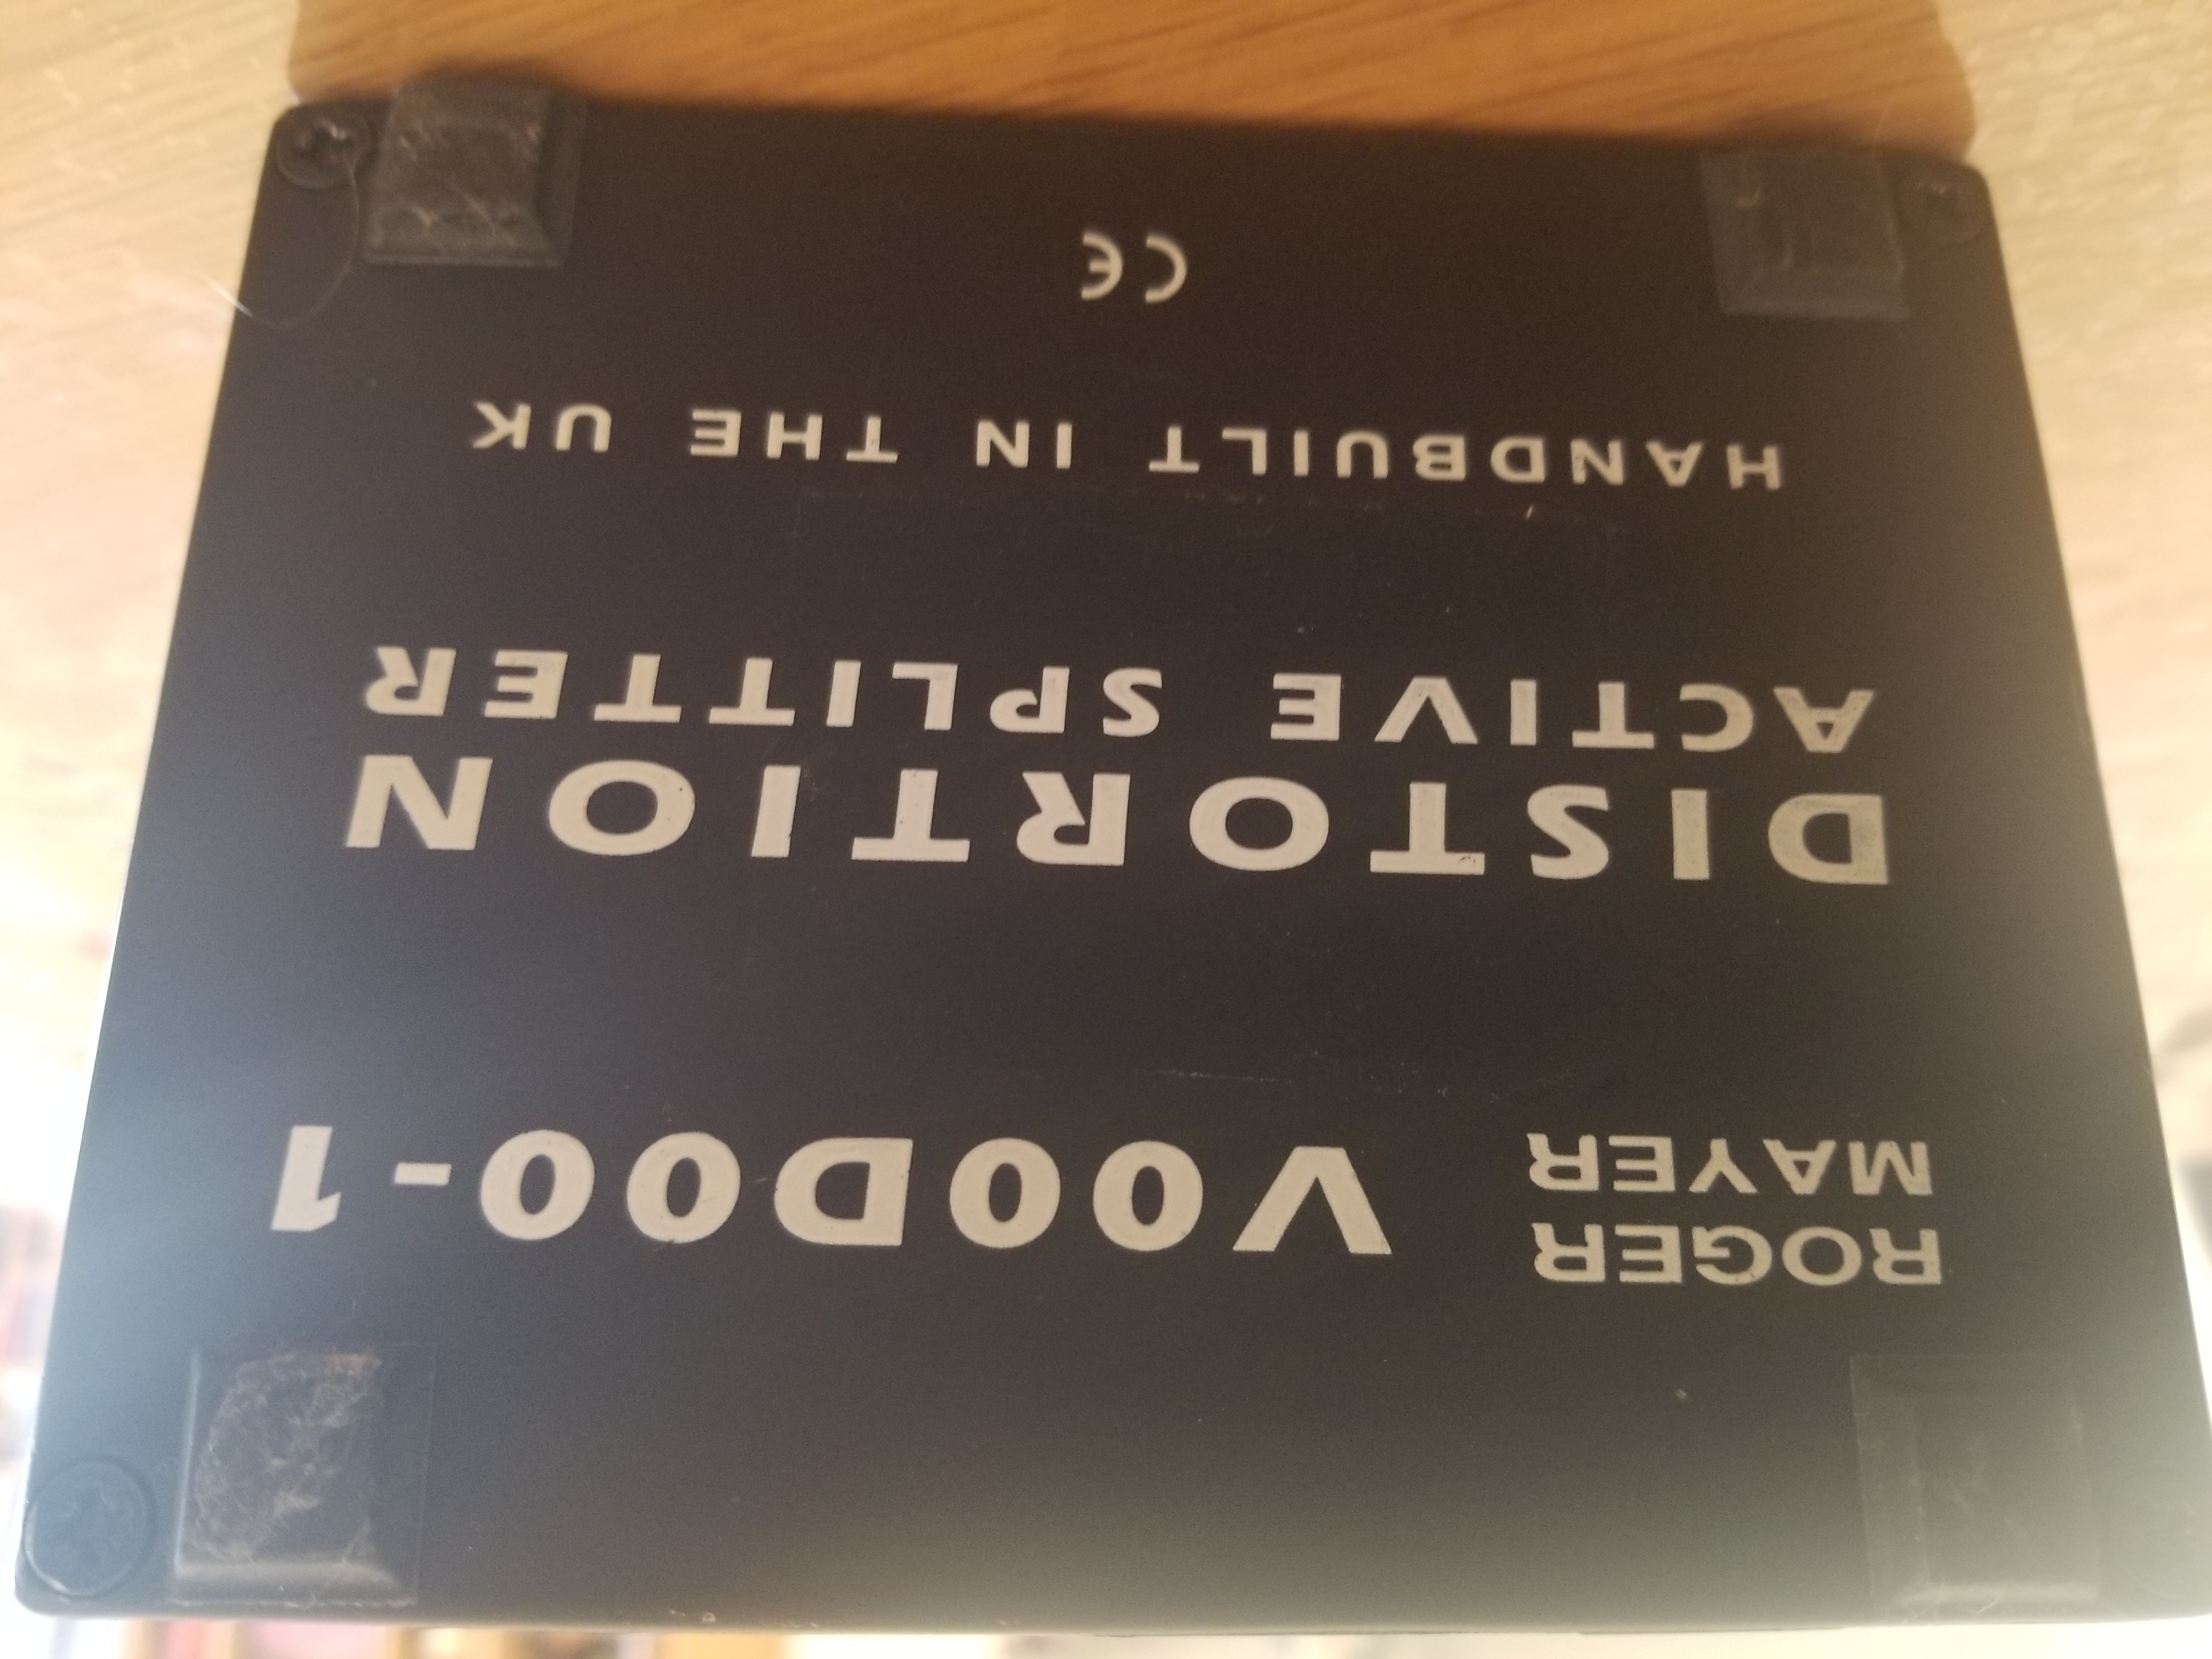 ROGER
MAYER
VOODOO-1
DISTORTION
ACTIVE SPLITTER
HANDBUILT IN THE UK
CE